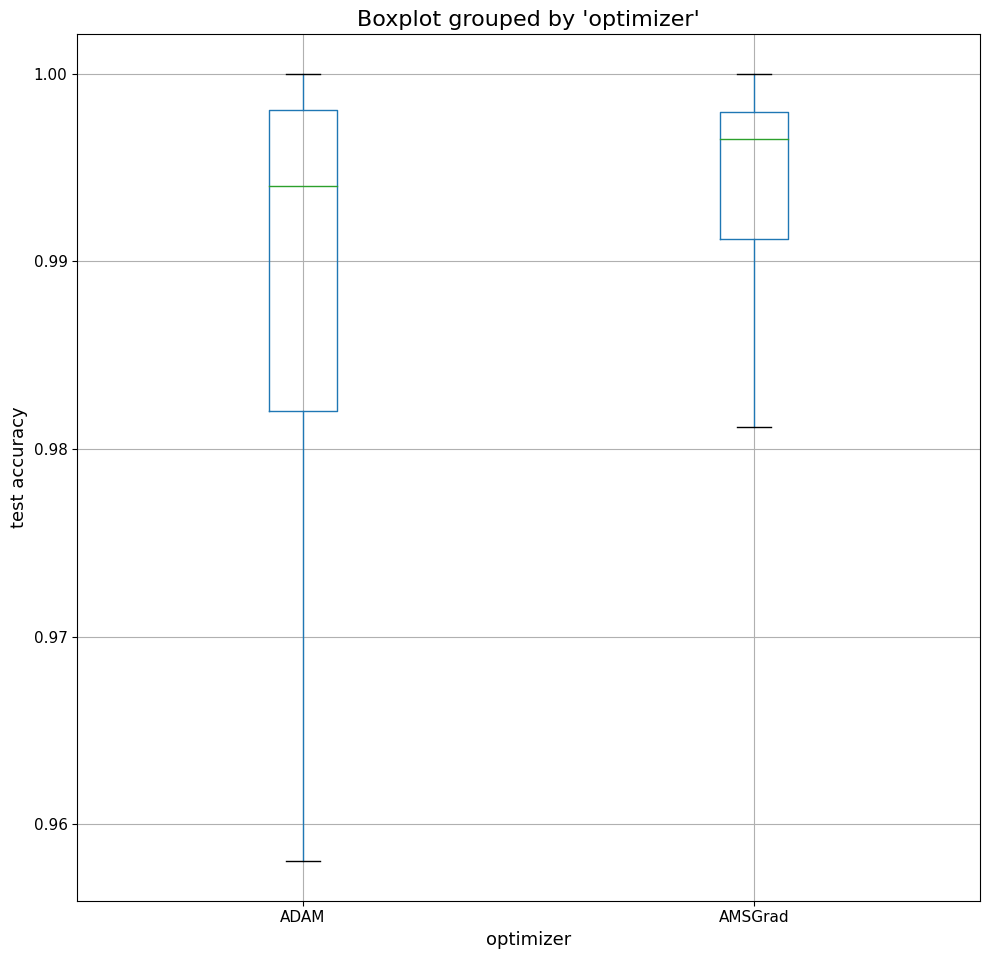 Boxplot grouped by 'optimizer'
1.00
0.99
0.98
0.97
0.96
test accuracy
ADAM
AMSGrad
optimizer